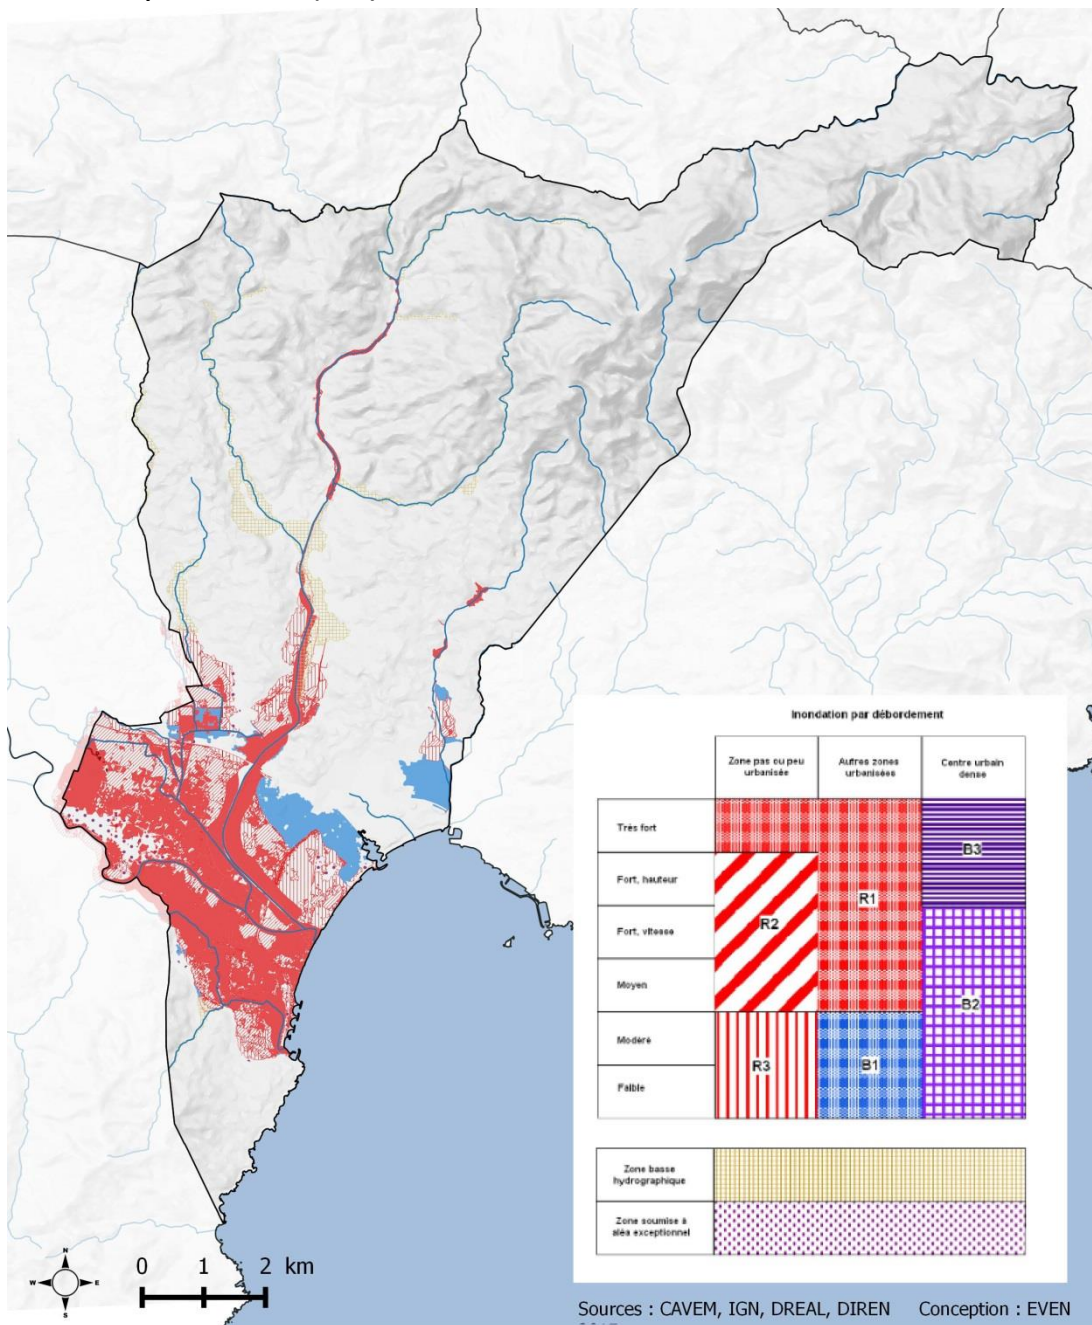 Inondation par débordement
Zone pas ou peu
urbanisée
Autres zones
urbanisées
Centre urbain
dense
Très fort
Fort, hauteur
Fort, vitesse
Moyen
Modéré
Faible
R1
R2
R3
B1
B2
B3
Zone basse
hydrographique
Zone soumise à
aléa exceptionnel
N
W
E
S
0 1 2 km
Sources : CAVEM, IGN, DREAL, DIREN Conception : EVEN